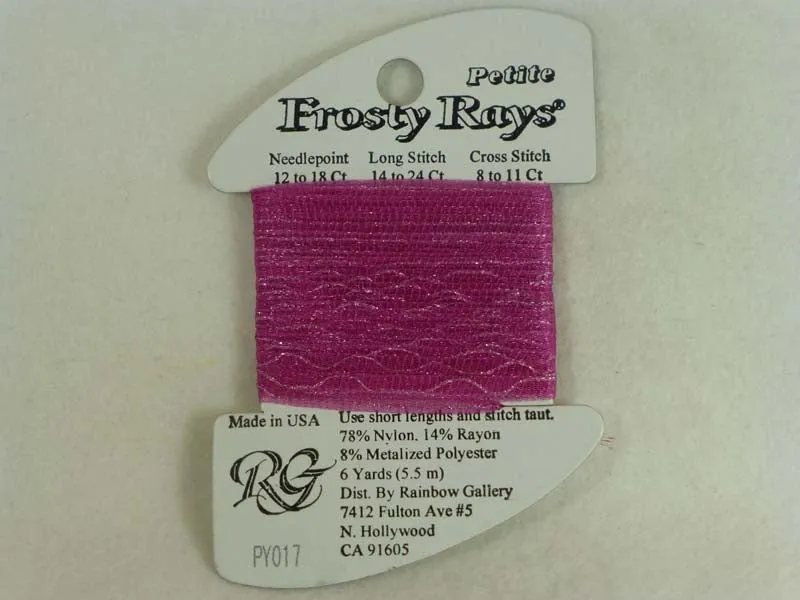 Petite
Frosty Rays®
Needlepoint Long Stitch Cross Stitch
12 to 18 Ct 14 to 24 Ct 8 to 11 Ct
Made in USA
Use short lengths and stitch taut.
78% Nylon, 14% Rayon
8% Metalized Polyester
6 Yards (5.5 m)
Dist. By Rainbow Gallery
7412 Fulton Ave #5
N. Hollywood
CA 91605
RG
PY017